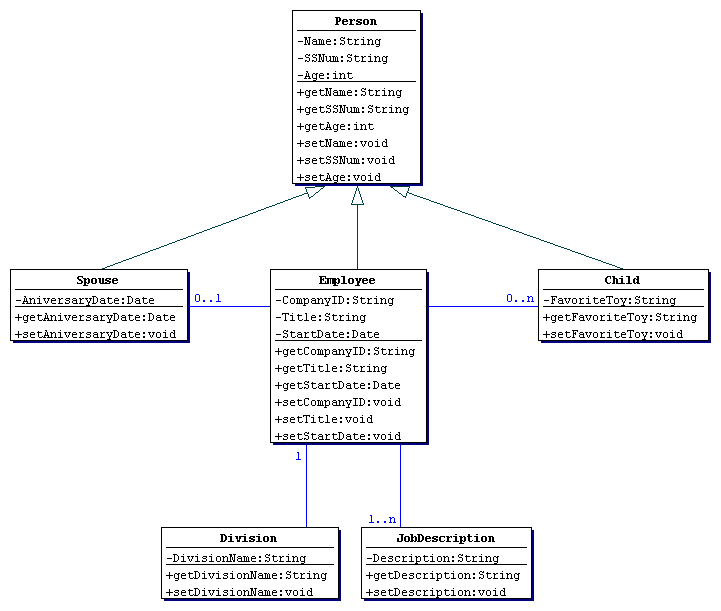 Person
-Name:String
-SSNum:String
-Age:int
+getName:String
+getSSNum:String
+getAge:int
+setName:void
+setSSNum:void
+setAge:void
Spouse
-AniversaryDate:Date
+getAniversaryDate:Date
+setAniversaryDate:void
0..1
Employee
-CompanyID:String
-Title:String
-StartDate:Date
+getCompanyID:String
+getTitle:String
+getStartDate:Date
+setCompanyID:void
+setTitle:void
+setStartDate:void
0..n
Child
-FavoriteToy:String
+getFavoriteToy:String
+setFavoriteToy:void
1
1..n
Division
-DivisionName:String
+getDivisionName:String
+setDivisionName:void
JobDescription
-Description:String
+getDescription:String
+setDescription:void